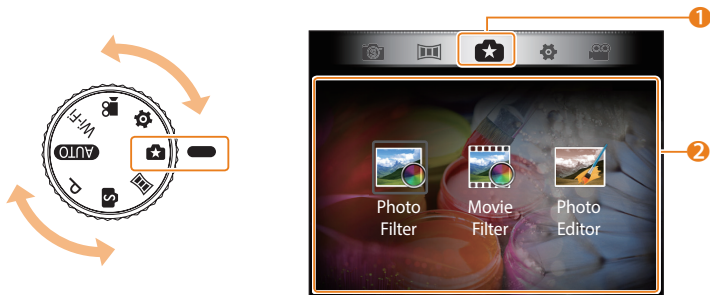 Wi-Fi
AUTO
P
S
S
1
2
Photo
Filter
Movie
Filter
Photo
Editor